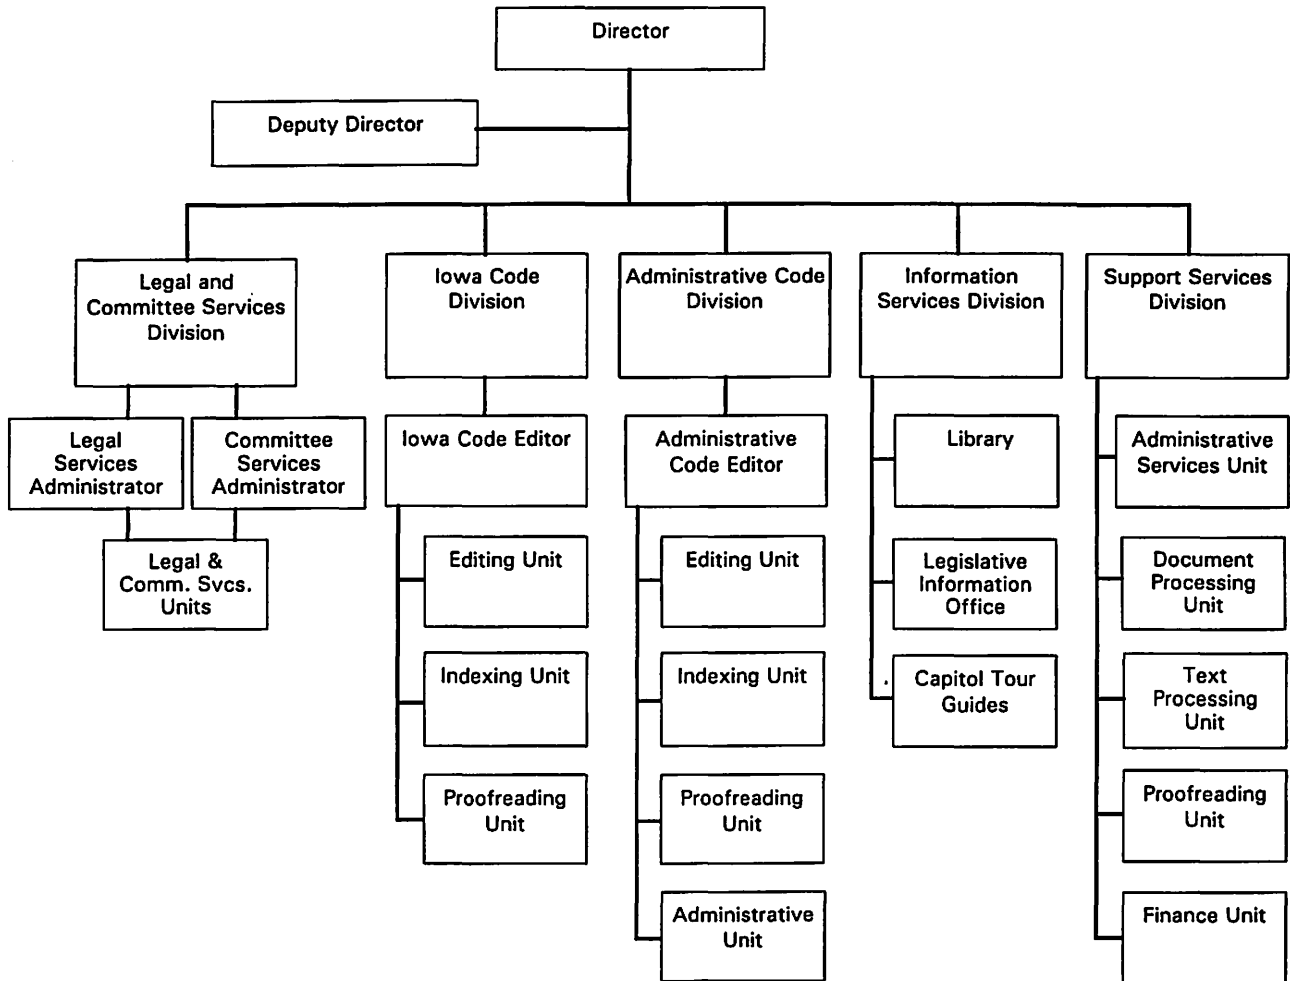 Director
Deputy Director
Legal and
Committee Services
Division
Iowa Code
Division
Administrative Code
Division
Information
Services Division
Support Services
Division
Legal
Services
Administrator
Committee
Services
Administrator
Legal &
Comm. Svcs.
Units
Iowa Code Editor
Editing Unit
Indexing Unit
Proofreading
Unit
Administrative
Code Editor
Editing Unit
Indexing Unit
Proofreading
Unit
Administrative
Unit
Library
Legislative
Information
Office
Capitol Tour
Guides
Administrative
Services Unit
Document
Processing
Unit
Text
Processing
Unit
Proofreading
Unit
Finance Unit